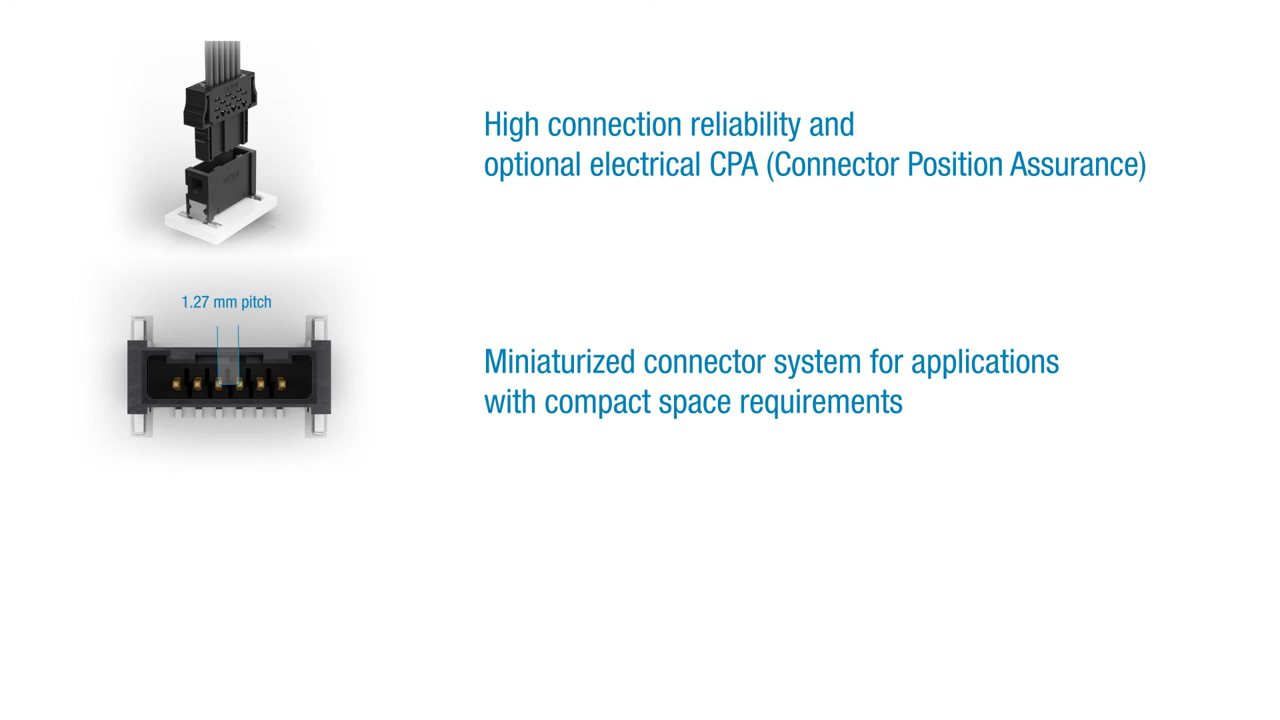 High connection reliability and
optional electrical CPA (Connector Position Assurance)
1.27 mm pitch
Miniaturized connector system for applications
with compact space requirements